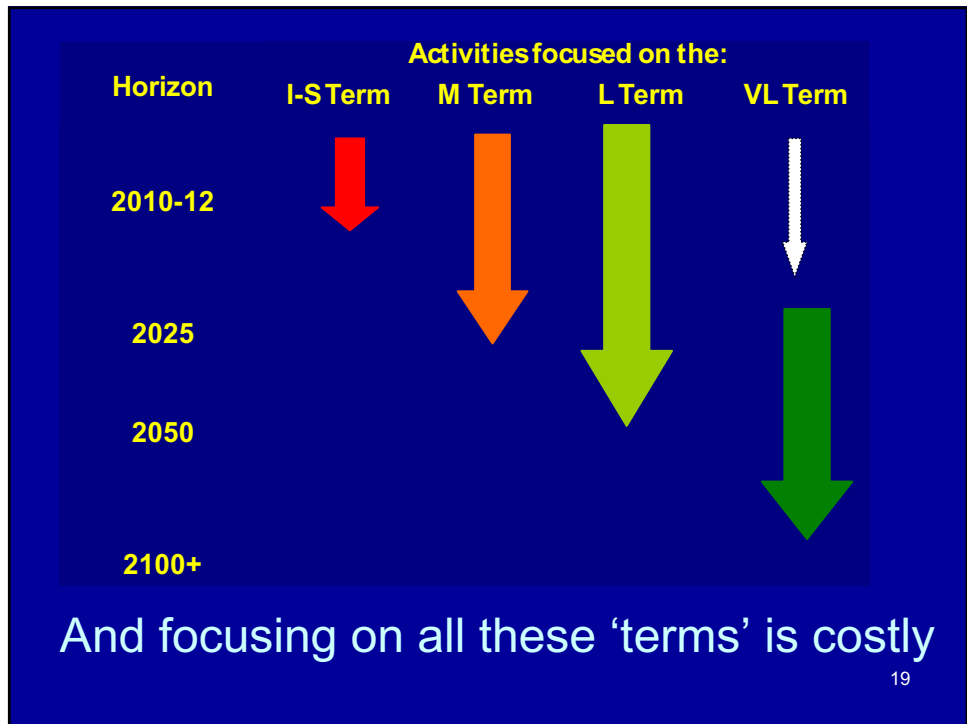 Activities focused on the:
Horizon I-S Term M Term L Term VL Term
2010-12
2025
2050
2100+
And focusing on all these ‘terms’ is costly
19